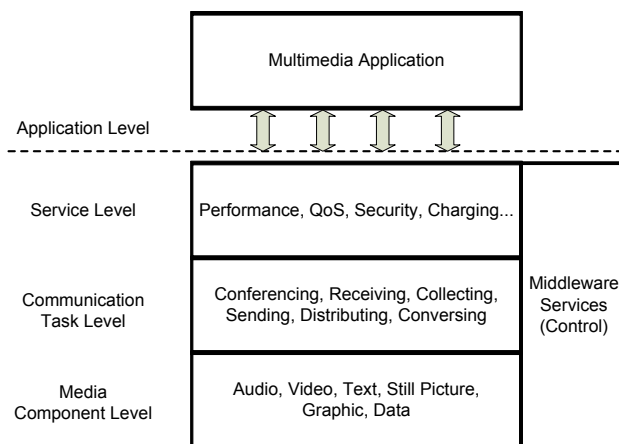 Multimedia Application
Application Level
Service Level
Performance, QoS, Security, Charging...
Communication
Task Level
Conferencing, Receiving, Collecting,
Sending, Distributing, Conversing
Middleware
Services
(Control)
Media
Component Level
Audio, Video, Text, Still Picture,
Graphic, Data